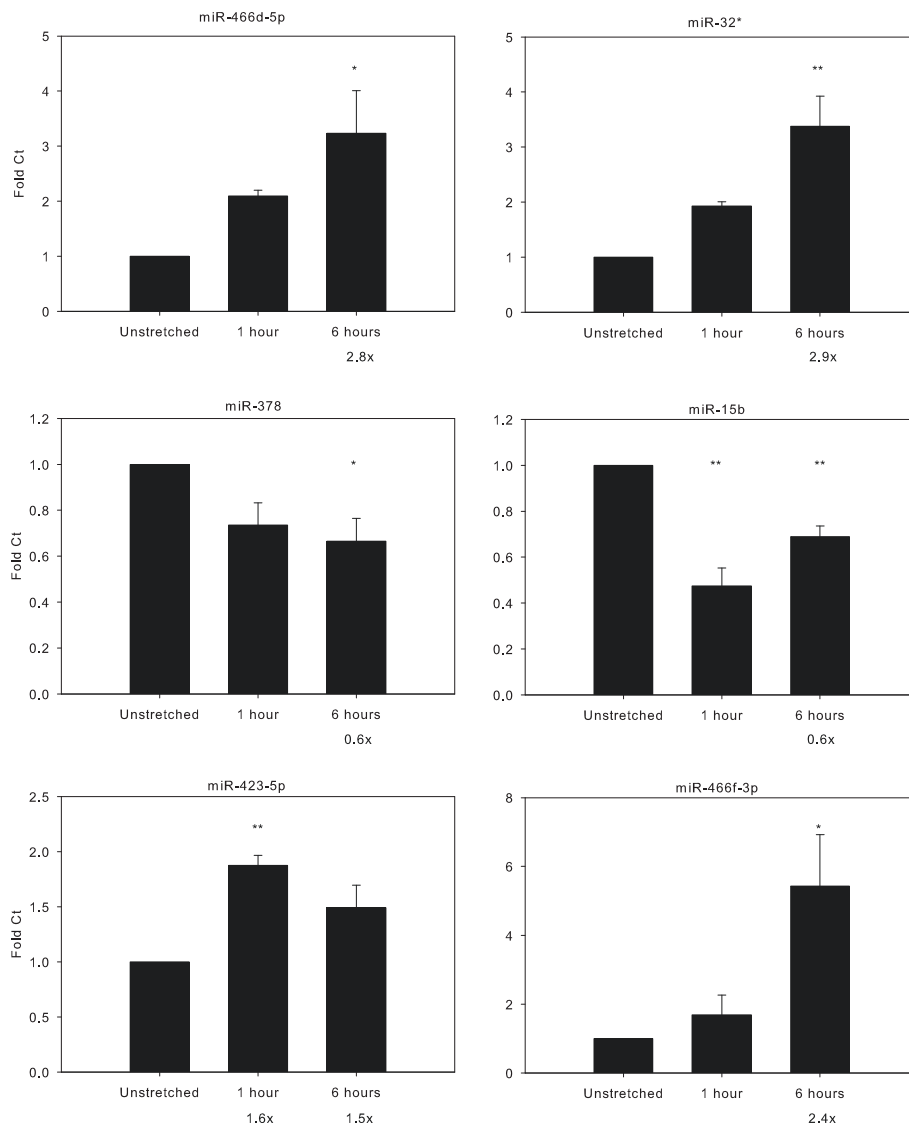 miR-466d-5p
5
4
3
2
1
0
Fold Ct
*
Unstretched 1 hour 6 hours
2.8x
miR-32*
5
4
3
2
1
0
**
Unstretched 1 hour 6 hours
2.9x
miR-378
1.2
1.0
0.8
0.6
0.4
0.2
0.0
Fold Ct
*
Unstretched 1 hour 6 hours
0.6x
miR-15b
1.2
1.0
0.8
0.6
0.4
0.2
0.0
** **
Unstretched 1 hour 6 hours
0.6x
miR-423-5p
2.5
2.0
1.5
1.0
0.5
0.0
Fold Ct
**
Unstretched 1 hour 6 hours
1.6x 1.5x
miR-466f-3p
8
6
4
2
0
*
Unstretched 1 hour 6 hours
2.4x